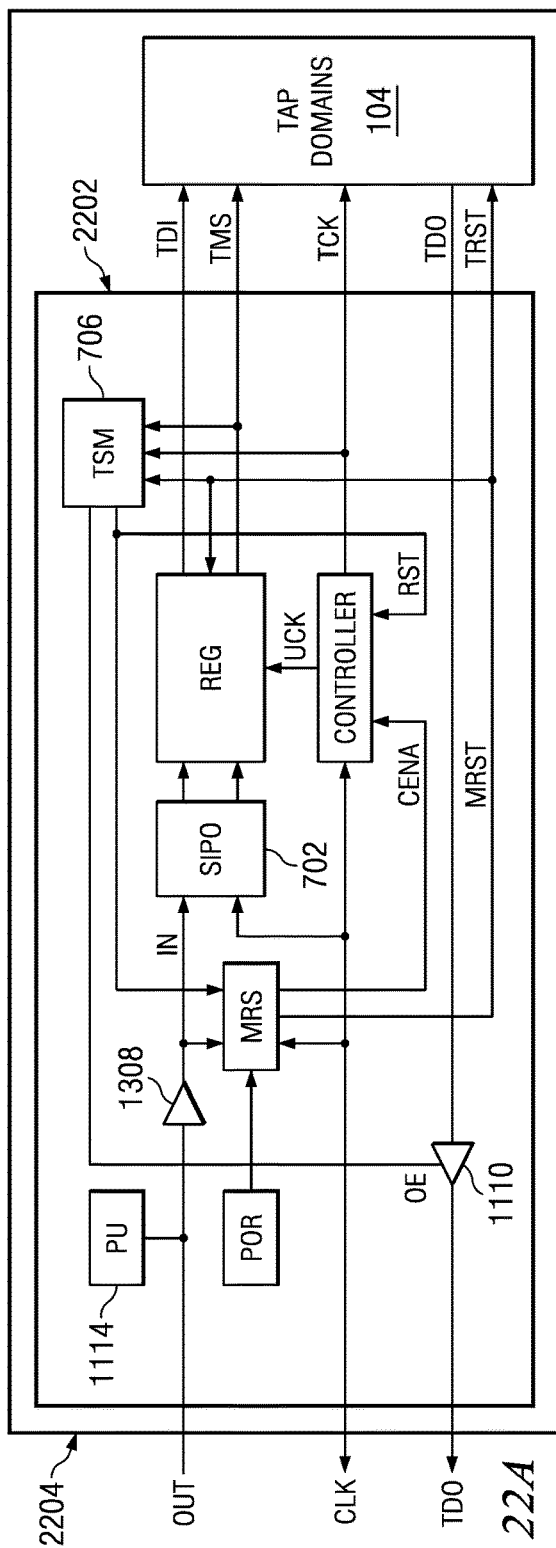 2204
OUT
CLK
TDO
22A
1114
PU
POR
OE
1110
1308
IN
MRS
SIPO
702
REG
UCK
CONTROLLER
CENA
RST
MRST
TSM
706
2202
TDI
TMS
TCK
TDO
TRST
TAP
DOMAINS
104